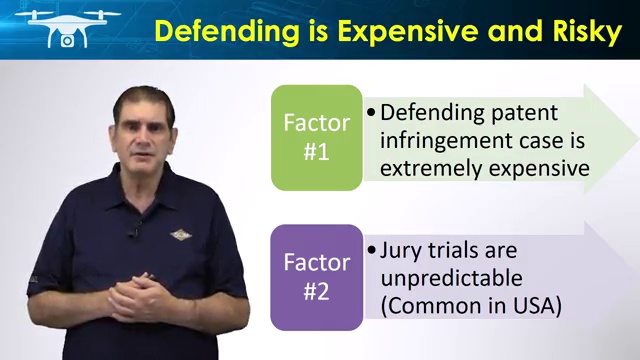 Defending is Expensive and Risky
Factor
#1
•Defending patent
infringement case is
extremely expensive
Factor
#2
•Jury trials are
unpredictable
(Common in USA)